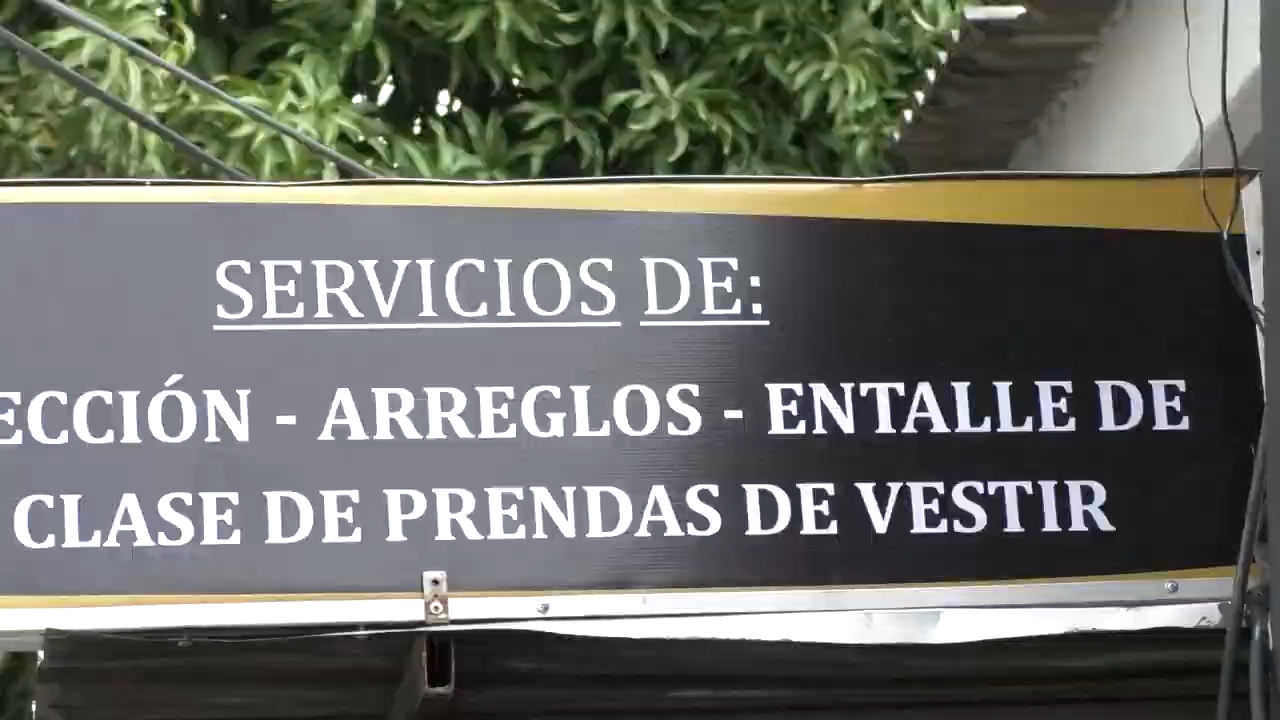 SERVICIOS DE:
ECCIÓN - ARREGLOS - ENTALLE DE
CLASE DE PRENDAS DE VESTIR